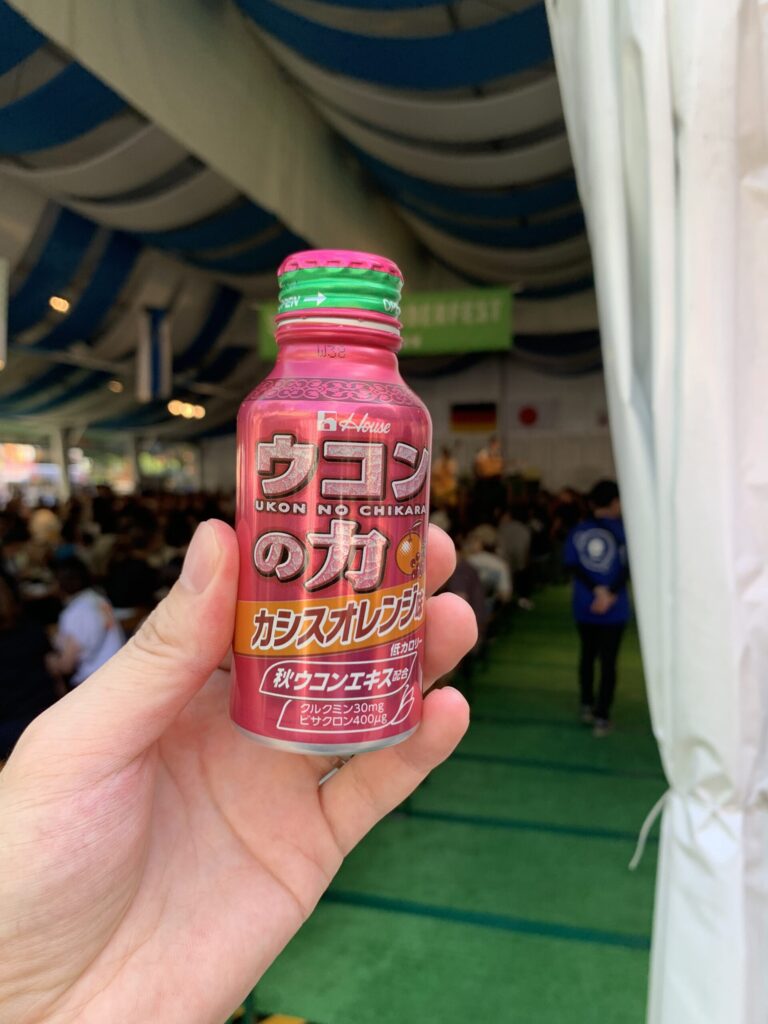 OPEN →
W32
House
ウコン
UKON NO CHIKARA
の力
カシスオレンジ味
低カロリー
秋ウコンエキス配合
クルクミン30mg
ビサクロン400μg